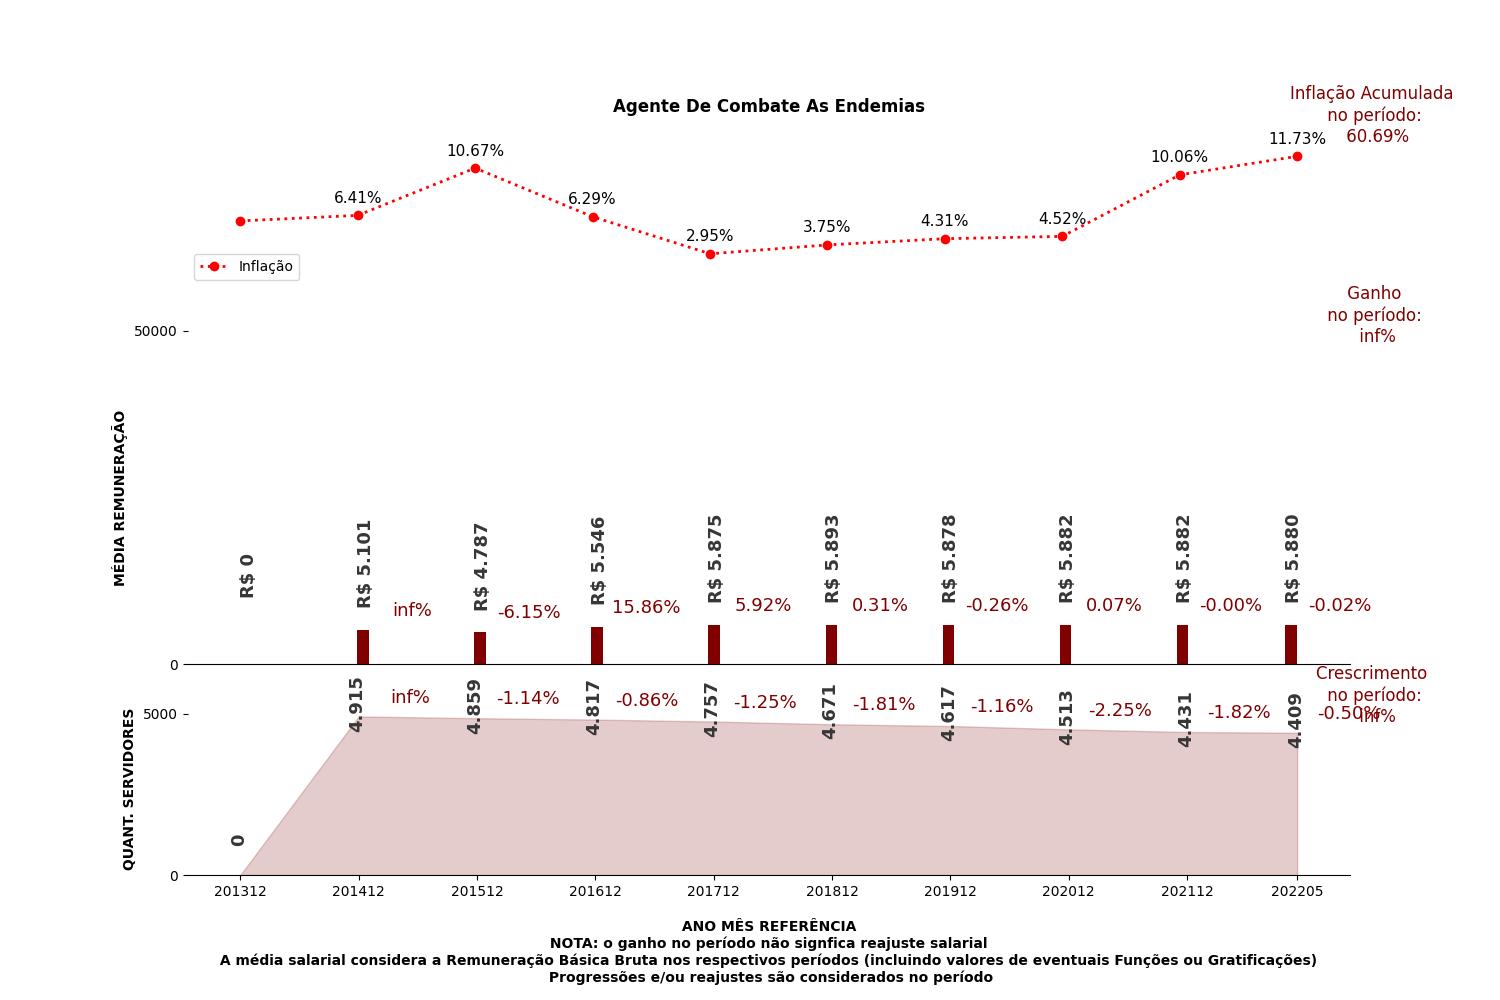 Agente De Combate As Endemias
Inflação Acumulada
no período:
60.69%
6.41%
10.67%
6.29%
2.95%
3.75%
4.31%
4.52%
10.06%
11.73%
Inflação
Ganho
no período:
inf%
50000
0
MÉDIA REMUNERAÇÃO
R$ 0
R$ 5.101
R$ 4.787
R$ 5.546
R$ 5.875
R$ 5.893
R$ 5.878
R$ 5.882
R$ 5.882
R$ 5.880
inf%
-6.15%
15.86%
5.92%
0.31%
-0.26%
0.07%
-0.00%
-0.02%
Crescimento
no período:
inf%
5000
0
QUANT. SERVIDORES
0
4.915
4.859
4.817
4.757
4.671
4.617
4.513
4.431
4.409
inf%
-1.14%
-0.86%
-1.25%
-1.81%
-1.16%
-2.25%
-1.82%
-0.50%
201312
201412
201512
201612
201712
201812
201912
202012
202112
202205
ANO MÊS REFERÊNCIA
NOTA: o ganho no período não signfica reajuste salarial
A média salarial considera a Remuneração Básica Bruta nos respectivos períodos (incluindo valores de eventuais Funções ou Gratificações)
Progressões e/ou reajustes são considerados no período